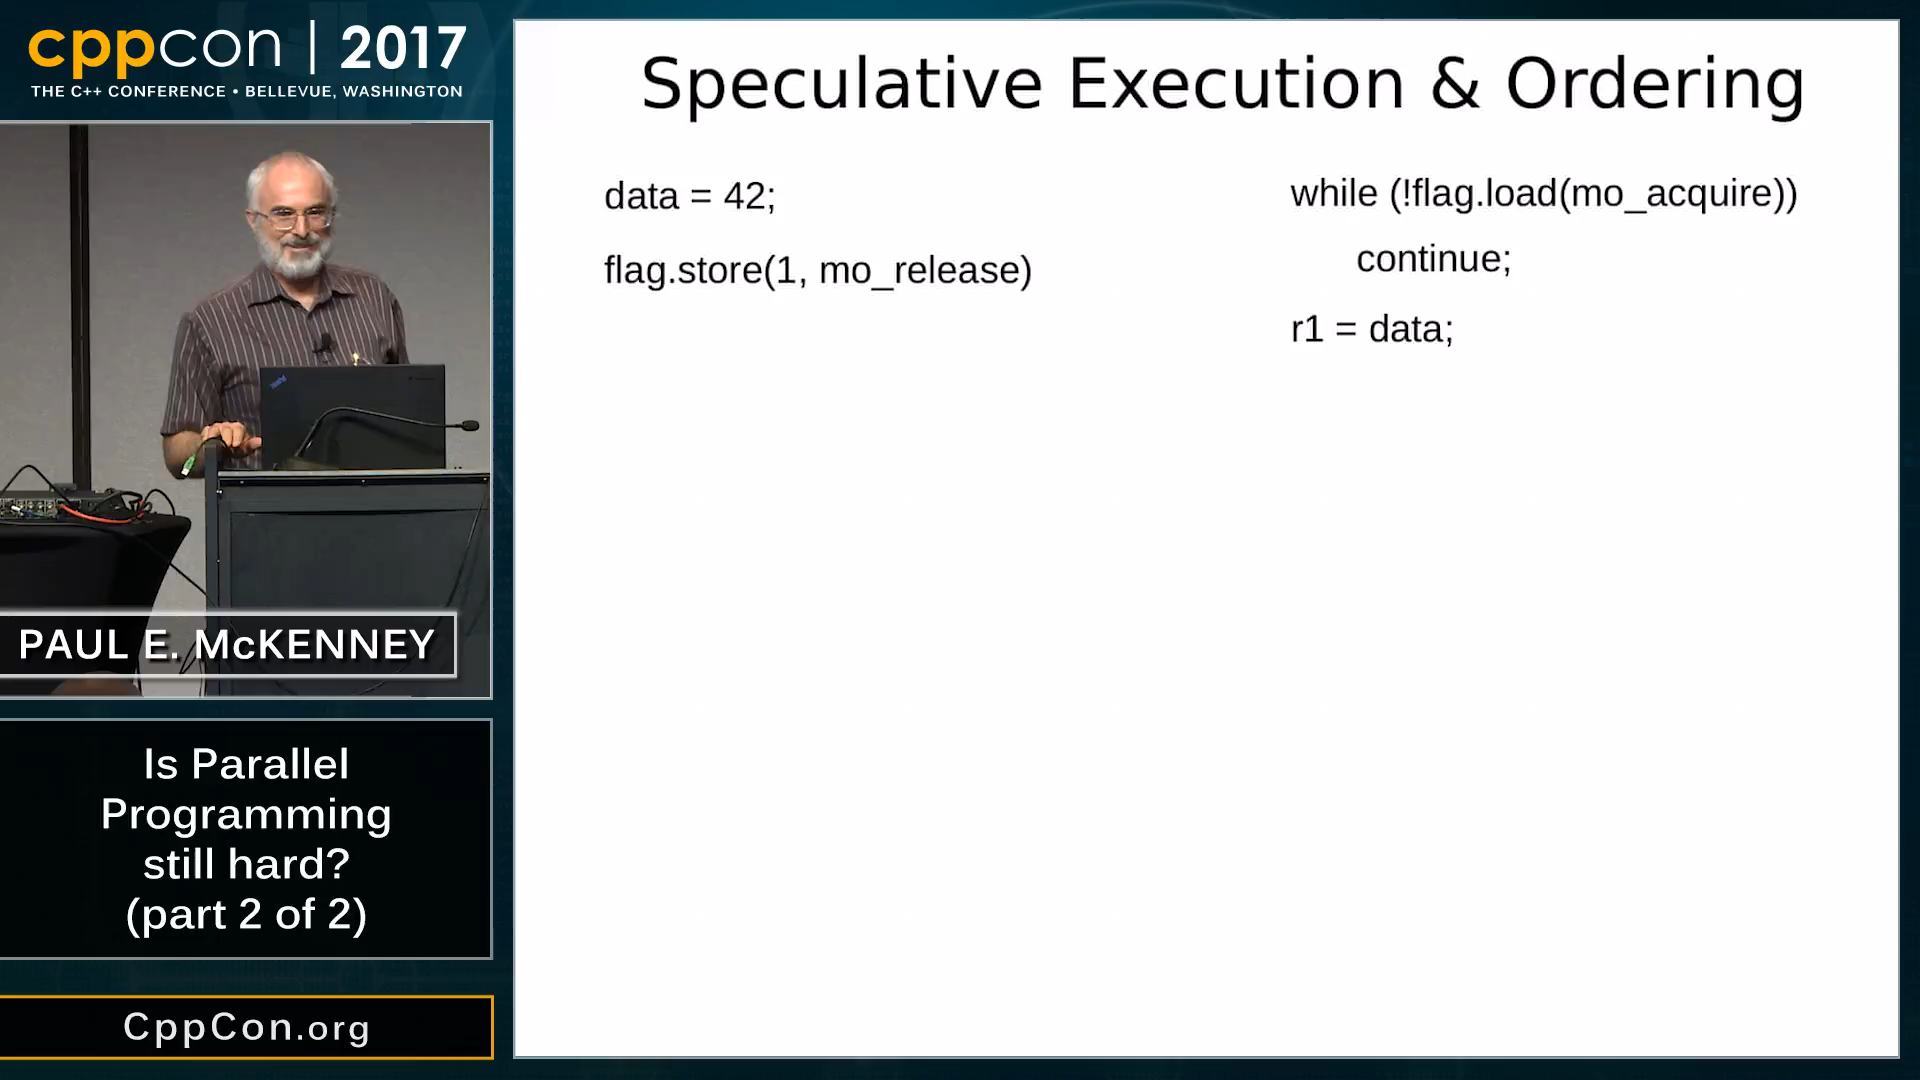 cppcon | 2017
THE C++ CONFERENCE • BELLEVUE, WASHINGTON
Speculative Execution & Ordering
data = 42;
flag.store(1, mo_release)
while (!flag.load(mo_acquire))
continue;
r1 = data;
PAUL E. McKENNEY
Is Parallel
Programming
still hard?
(part 2 of 2)
CppCon.org